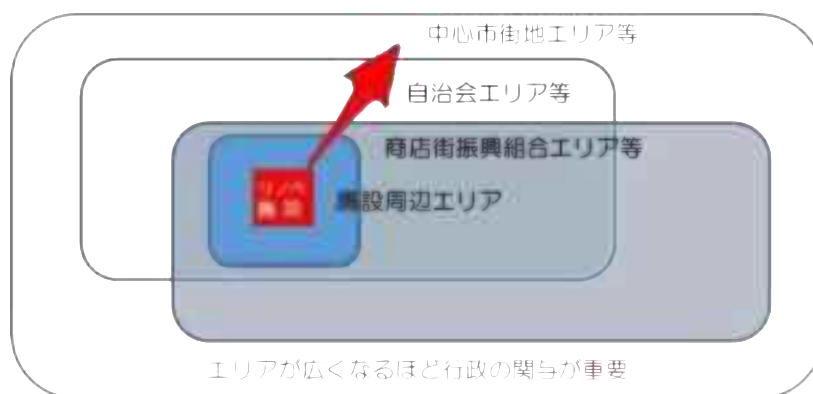 中心市街地エリア等
自治会エリア等
商店街振興組合エリア等
リノベ
施設
施設周辺エリア
エリアが広くなるほど行政の関与が重要